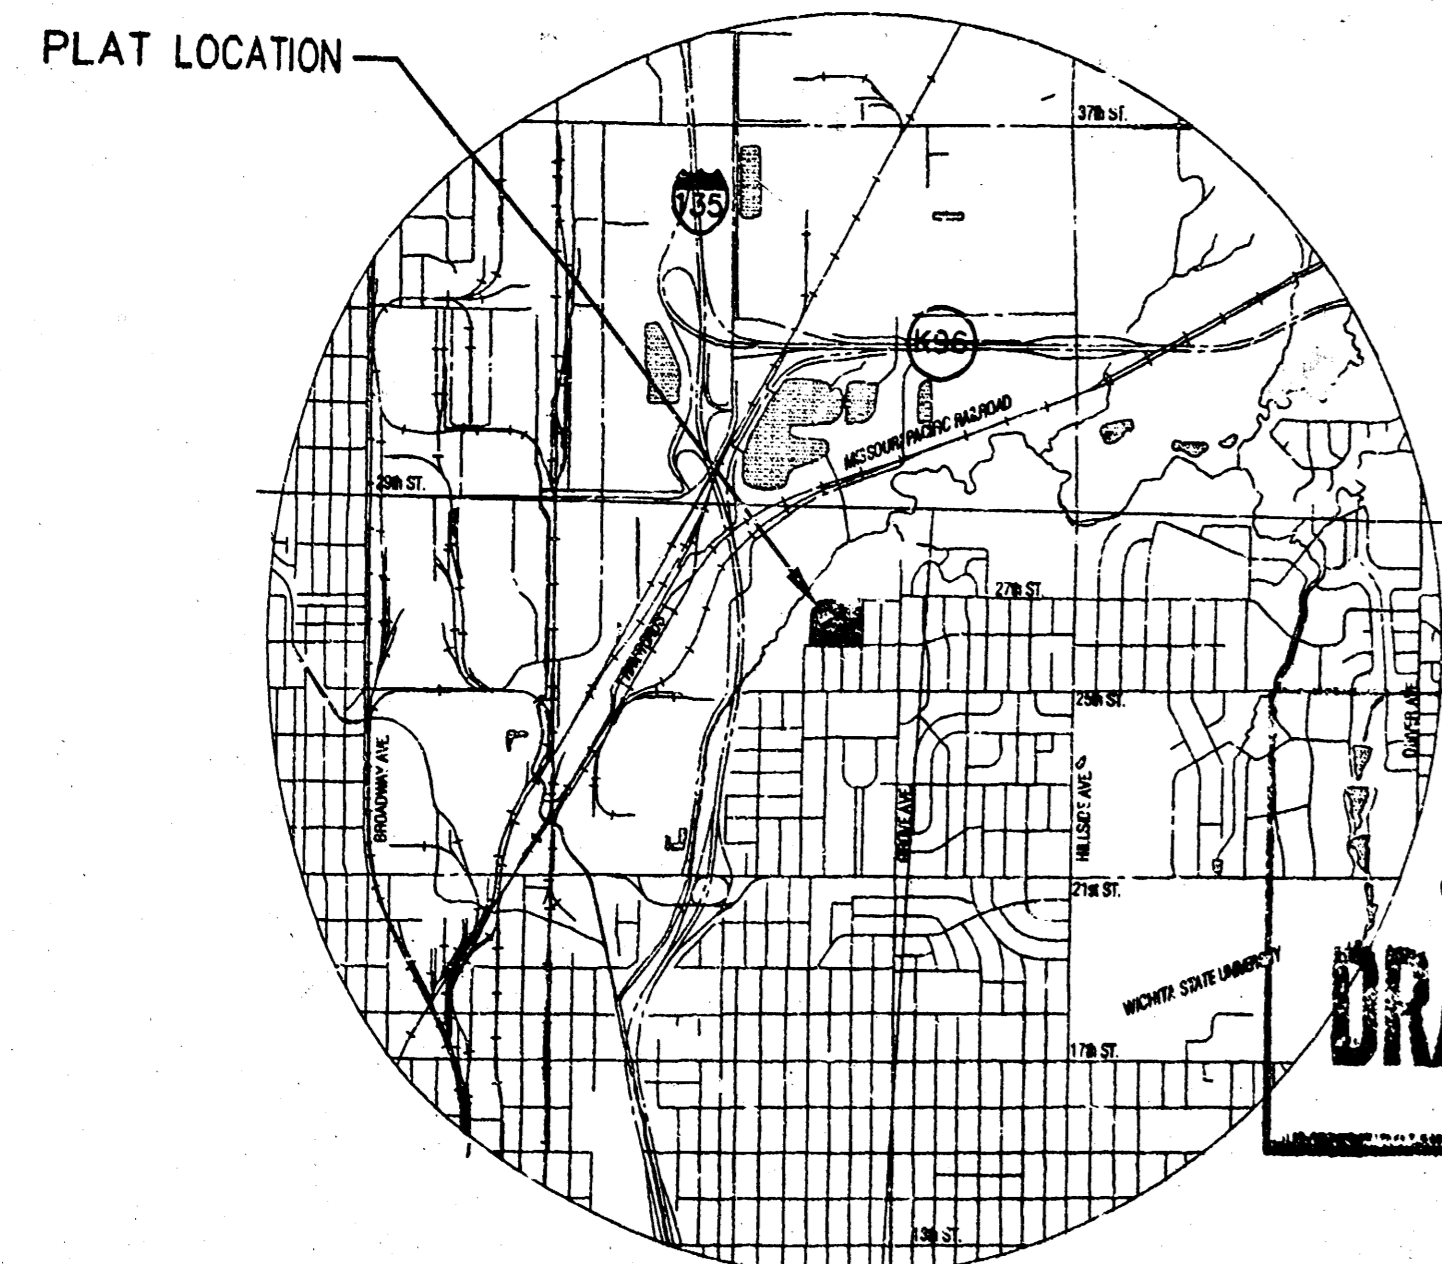 PLAT LOCATION
37th ST.
135
K96
MISSOURI PACIFIC RAILROAD
29th ST.
27th ST.
RAILROADS
25th ST.
OLIVER AVE
BROADWAY AVE.
GROVE AVE
HILLSIDE AVE
21st ST.
WICHITA STATE UNIVERSITY
17th ST.
13th ST.